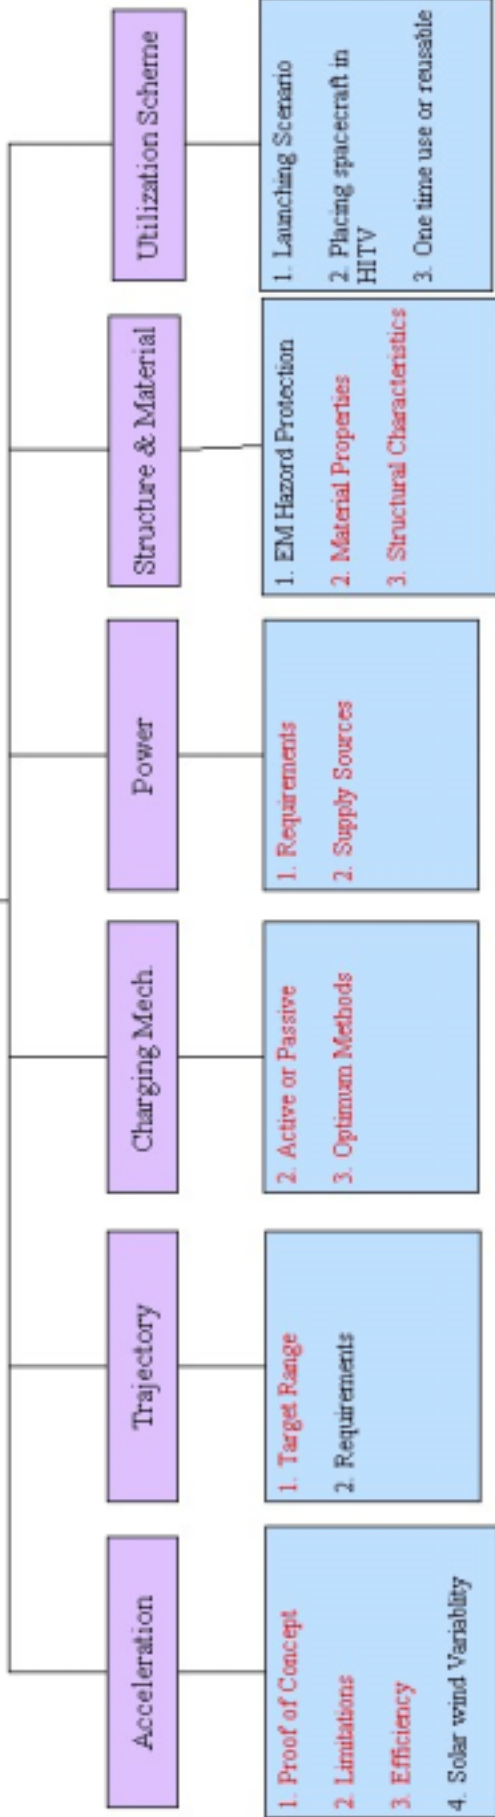 Acceleration
1. Proof of Concept
2. Limitations
3. Efficiency
4. Solar wind Variablity
Trajectory
1. Target Range
2. Requirements
Charging Mech.
2. Active or Passive
3. Optimum Methods
Power
1. Requirements
2. Supply Sources
Structure & Material
1. EM Hazord Protection
2. Material Properties
3. Structural Characteristics
Utilization Scheme
1. Launching Scenario
2. Placing spacecraft in
HITV
3. One time use or reusable